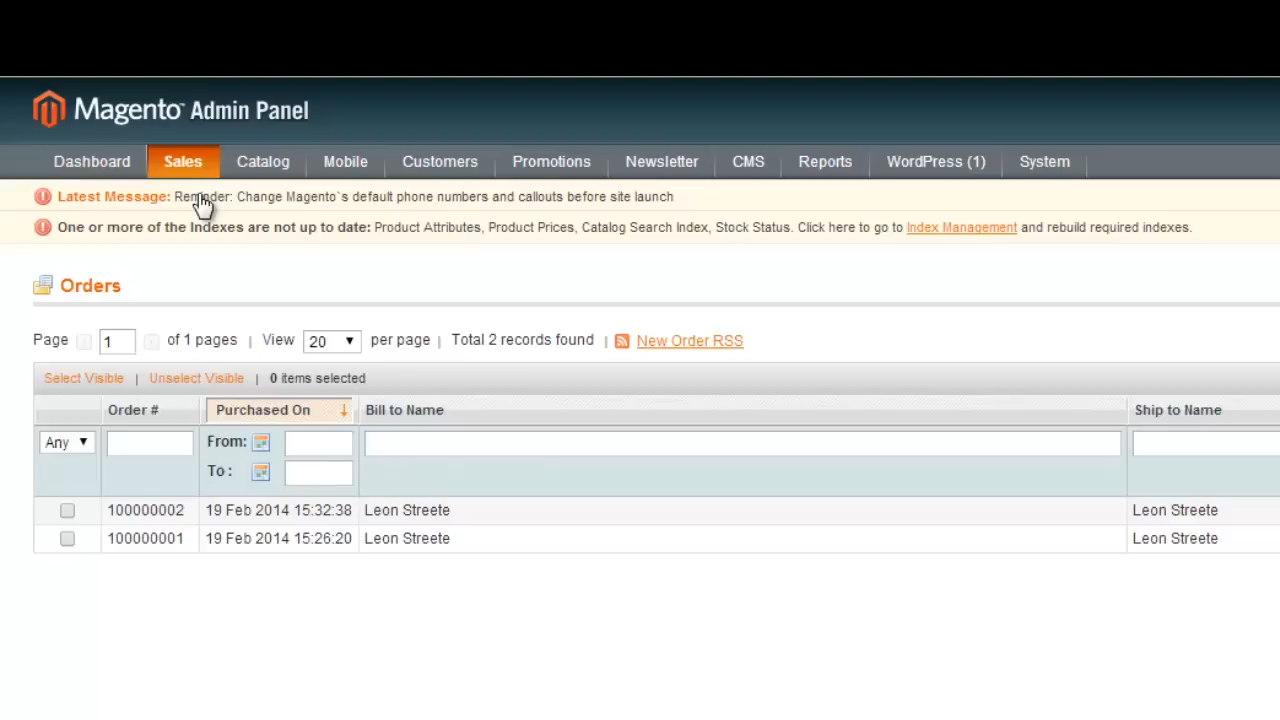 Magento™ Admin Panel
Dashboard Sales Catalog Mobile Customers Promotions Newsletter CMS Reports WordPress (1) System
Latest Message: Reminder: Change Magento`s default phone numbers and callouts before site launch
One or more of the Indexes are not up to date: Product Attributes, Product Prices, Catalog Search Index, Stock Status. Click here to go to Index Management and rebuild required indexes.
Orders
Page 1 of 1 pages | View 20 per page | Total 2 records found | New Order RSS
Select Visible | Unselect Visible | 0 items selected
Order # Purchased On Bill to Name Ship to Name
Any From:
To :
100000002 19 Feb 2014 15:32:38 Leon Streete Leon Streete
100000001 19 Feb 2014 15:26:20 Leon Streete Leon Streete